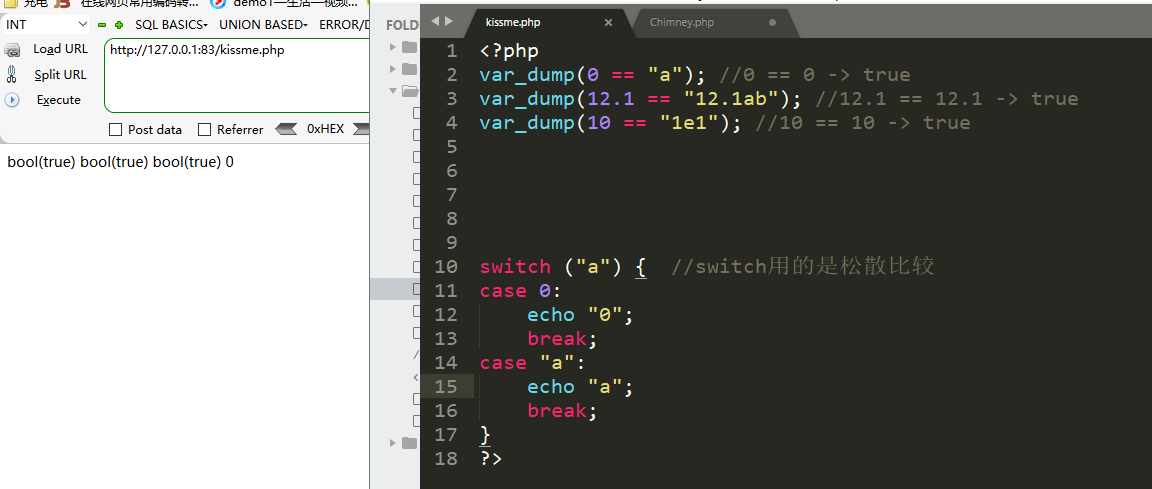 充电 在线网页常用编码转... demo1—生活—视频...
INT SQL BASICS UNION BASED ERROR/D
Load URL http://127.0.0.1:83/kissme.php
Split URL
Execute
Post data Referrer 0xHEX
bool(true) bool(true) bool(true) 0
FOLD
kissme.php × Chimney.php
1 <?php
2 var_dump(0 == "a"); //0 == 0 -> true
3 var_dump(12.1 == "12.1ab"); //12.1 == 12.1 -> true
4 var_dump(10 == "1e1"); //10 == 10 -> true
5
6
7
8
9
10 switch ("a") { //switch用的是松散比较
11 case 0:
12 echo "0";
13 break;
14 case "a":
15 echo "a";
16 break;
17 }
18 ?>